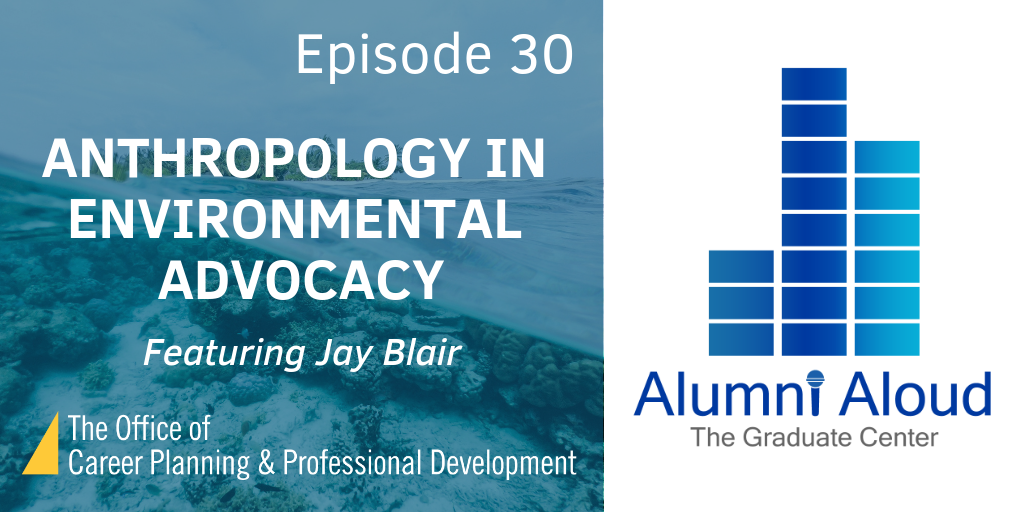 Episode 30
ANTHROPOLOGY IN
ENVIRONMENTAL
ADVOCACY
Featuring Jay Blair
The Office of
Career Planning & Professional Development
Alumni Aloud
The Graduate Center